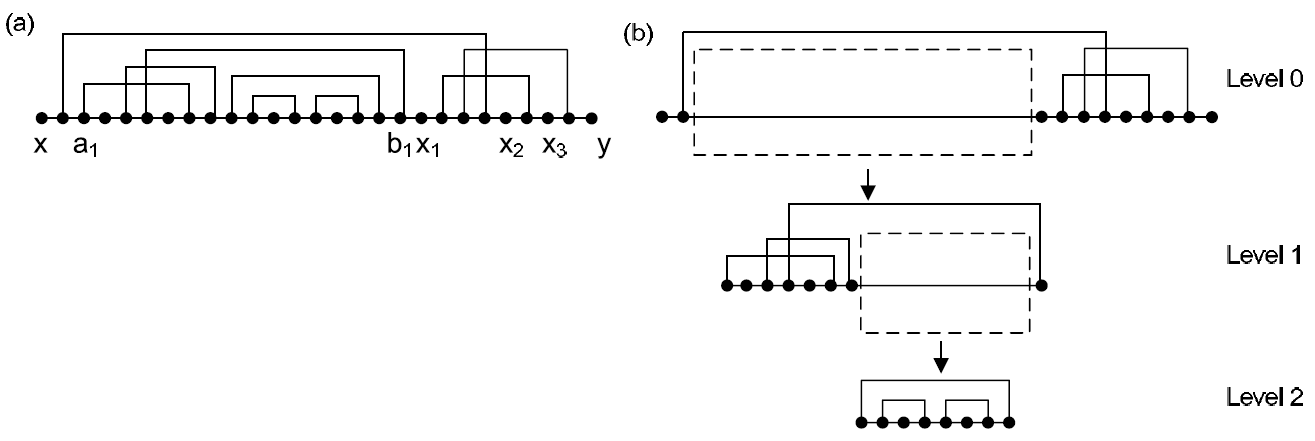 (a)
x a₁ b₁ x₁ x₂ x₃ y
(b)
Level 0
Level 1
Level 2